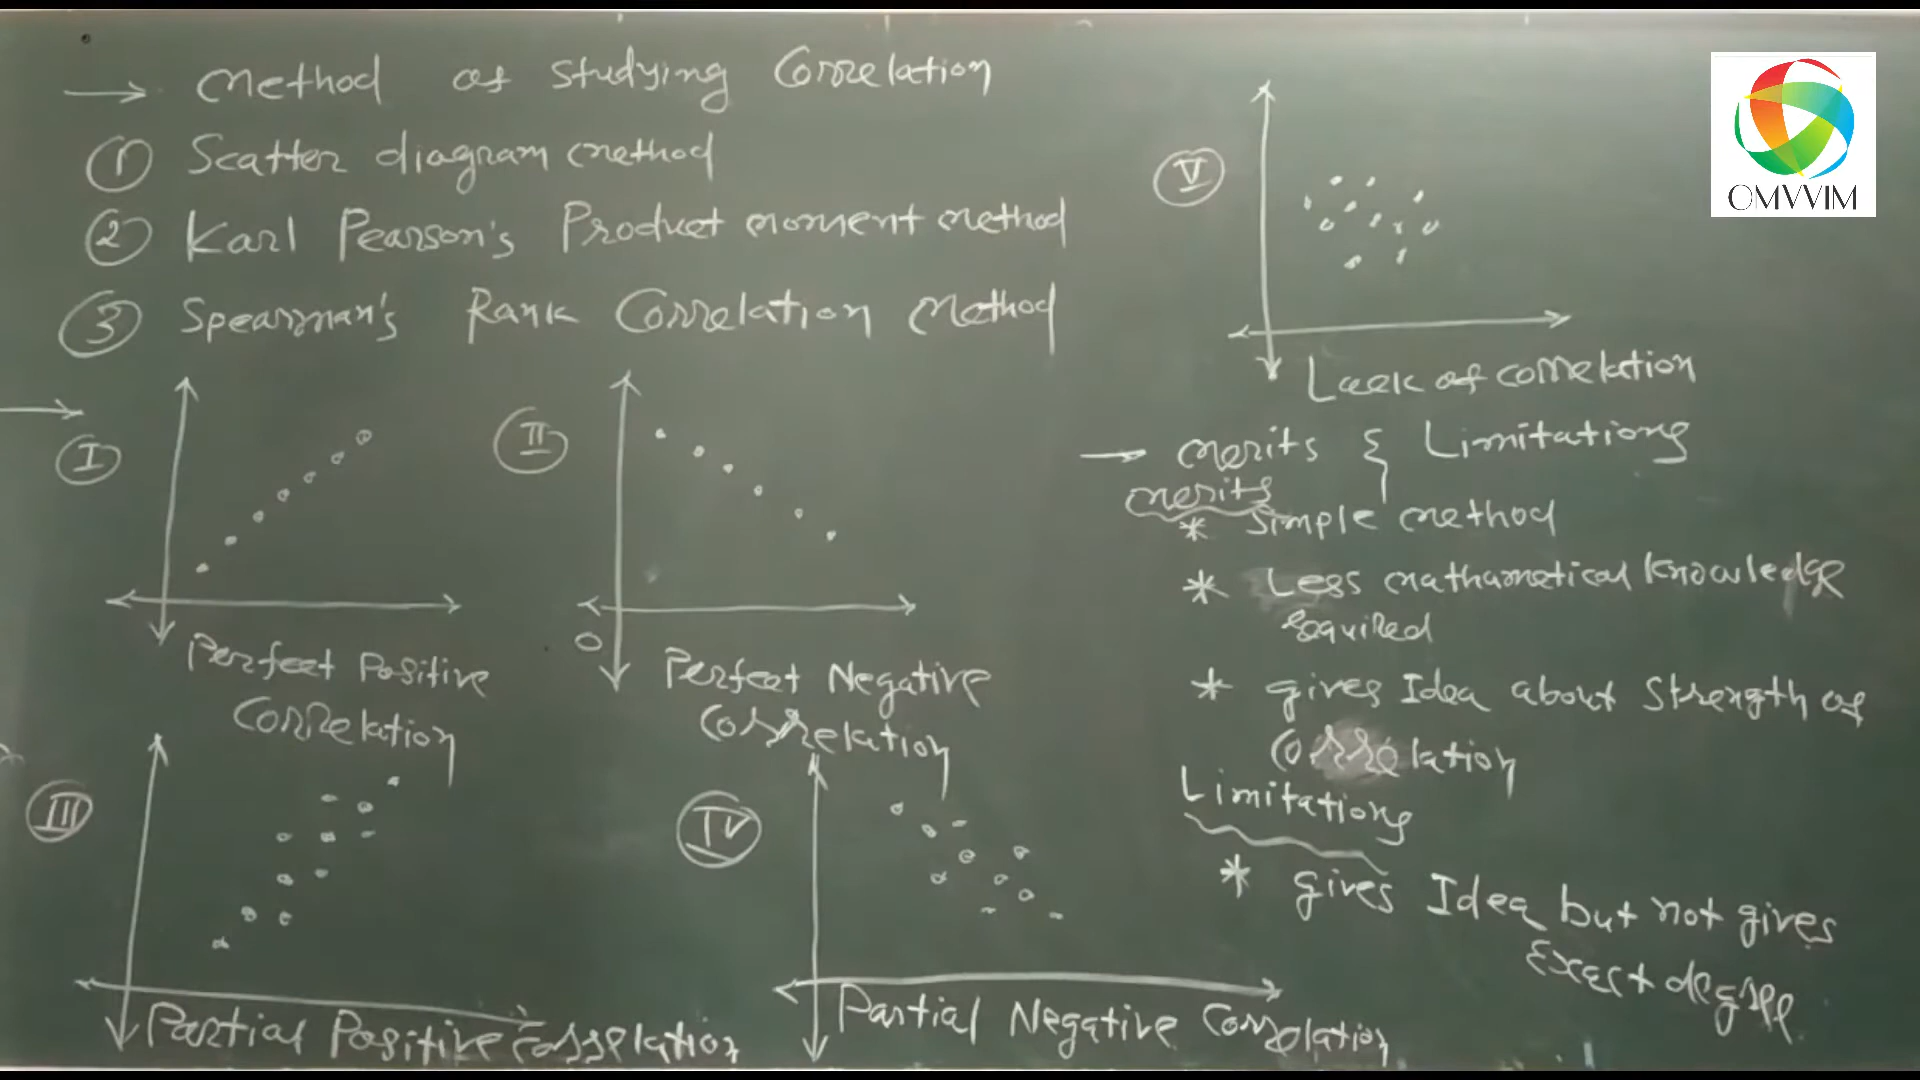 → Method of Studying Correlation
① Scatter diagram method
② Karl Pearson's Product moment method
③ Spearman's Rank Correlation Method
→
I
Perfect Positive
Correlation
II
O
Perfect Negative
Correlation
III
Partial Positive Correlation
IV
Partial Negative Correlation
V
Lack of correlation
→ merits & Limitations
merits
* Simple method
* Less mathametical knowledge
required
* gives Idea about Strength of
Correlation
Limitations
* gives Idea but not gives
Exect degree
OMVVIM